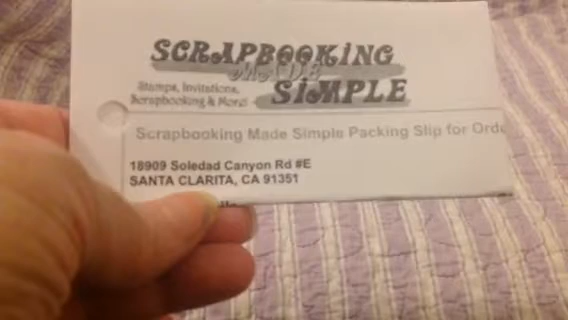 SCRAPBOOKING
MADE
SIMPLE
Stamps, Invitations,
Scrapbooking & More!
Scrapbooking Made Simple Packing Slip for Orde
18909 Soledad Canyon Rd #E
SANTA CLARITA, CA 91351